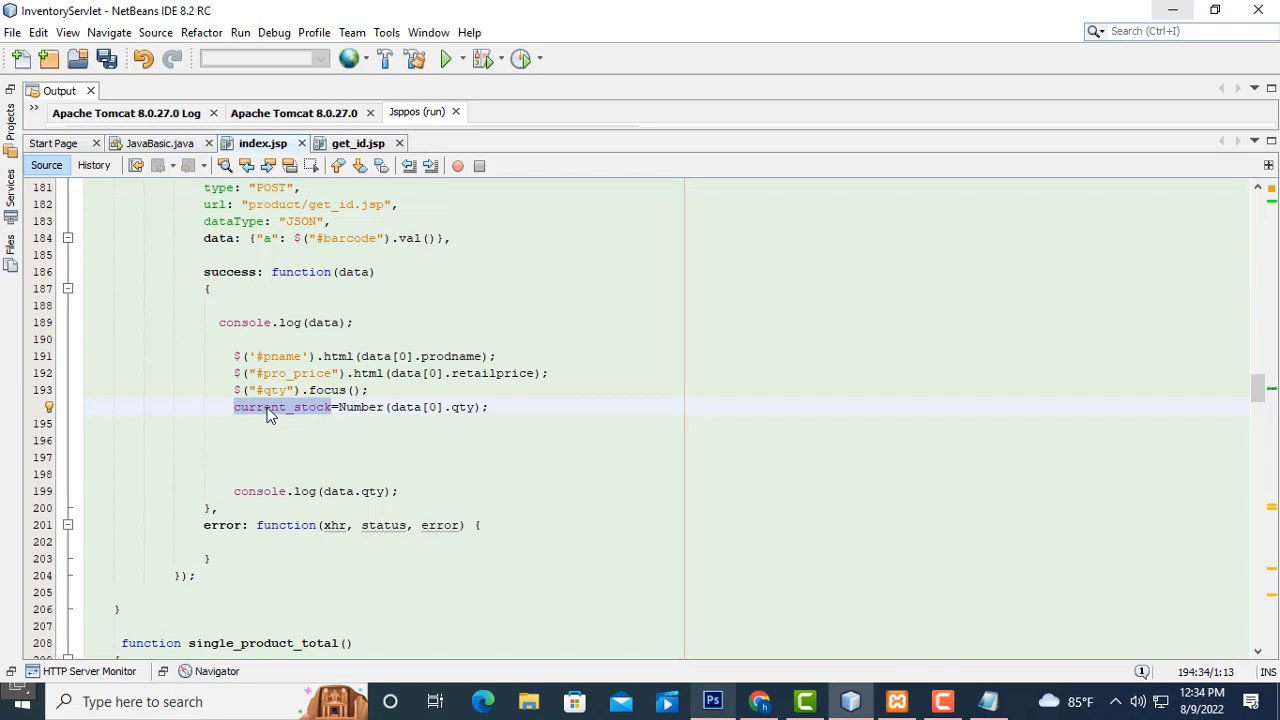 InventoryServlet - NetBeans IDE 8.2 RC
File Edit View Navigate Source Refactor Run Debug Profile Team Tools Window Help
Search (Ctrl+I)
Output
Apache Tomcat 8.0.27.0 Log Apache Tomcat 8.0.27.0 Jsppos (run)
Start Page JavaBasic.java index.jsp get_id.jsp
Source History
Projects
Services
Files
181 type: "POST",
182 url: "product/get_id.jsp",
183 dataType: "JSON",
184 data: {"a": $("#barcode").val()},
185
186 success: function(data)
187 {
188
189 console.log(data);
190
191 $('#pname').html(data[0].prodname);
192 $("#pro_price").html(data[0].retailprice);
193 $("#qty").focus();
current_stock=Number(data[0].qty);
195
196
197
198
199 console.log(data.qty);
200 },
201 error: function(xhr, status, error) {
202
203 }
204 });
205
206 }
207
208 function single_product_total()
HTTP Server Monitor Navigator
194:34/1:13 INS
Type here to search
Ps
85°F
12:34 PM
8/9/2022